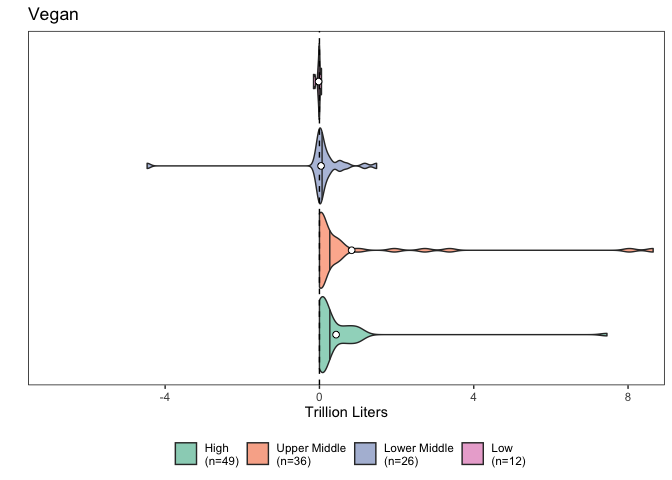 Vegan
-4 0 4 8
Trillion Liters
High Upper Middle Lower Middle Low
(n=49) (n=36) (n=26) (n=12)